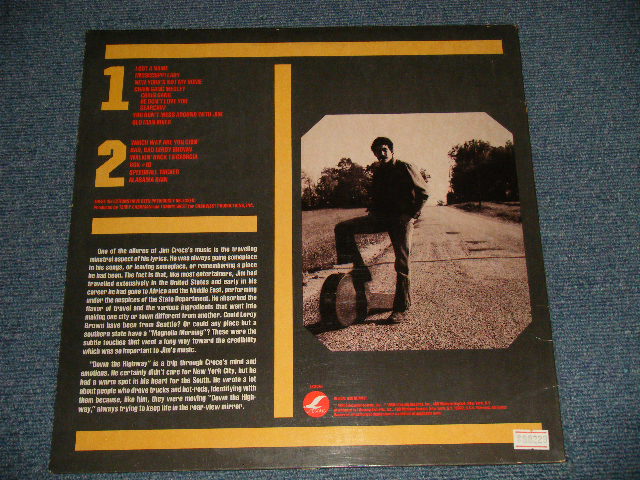 1
I GOT A NAME
MISSISSIPPI LADY
NEW YORK'S NOT MY HOME
CHAIN GANG MEDLEY
CHAIN GANG
HE DON'T LOVE YOU
SEARCHIN'
YOU DON'T MESS AROUND WITH JIM
OLD MAN RIVER
2
WHICH WAY ARE YOU GOIN'
BAD, BAD LEROY BROWN
WALKIN' BACK TO GEORGIA
BOX #10
SPEEDBALL TUCKER
ALABAMA RAIN
One of the allures of Jim Croce's music is the traveling
minstrel aspect of his lyrics. He was always going someplace
in his songs, or leaving someplace, or remembering a place
he had been. The fact is that, like most entertainers, Jim had
travelled extensively in the United States and early in his
career he had gone to Africa and the Middle East, performing
under the auspices of the State Department. He absorbed the
flavor of travel and the various ingredients that went into
making one city or town different from another. Could Leroy
Brown have been from Seattle? Or could any place but a
southern state have a "Magnolia Morning"? These were the
subtle touches that went a long way toward the credibility
which was so important to Jim's music.
"Down the Highway" is a trip through Croce's mind and
emotions. He certainly didn't care for New York City, but he
had a warm spot in his heart for the South. He wrote a lot
about people who drove trucks and hot-rods, identifying with
them because, like him, they were moving "Down the High-
way," always trying to keep life in the rear-view mirror.